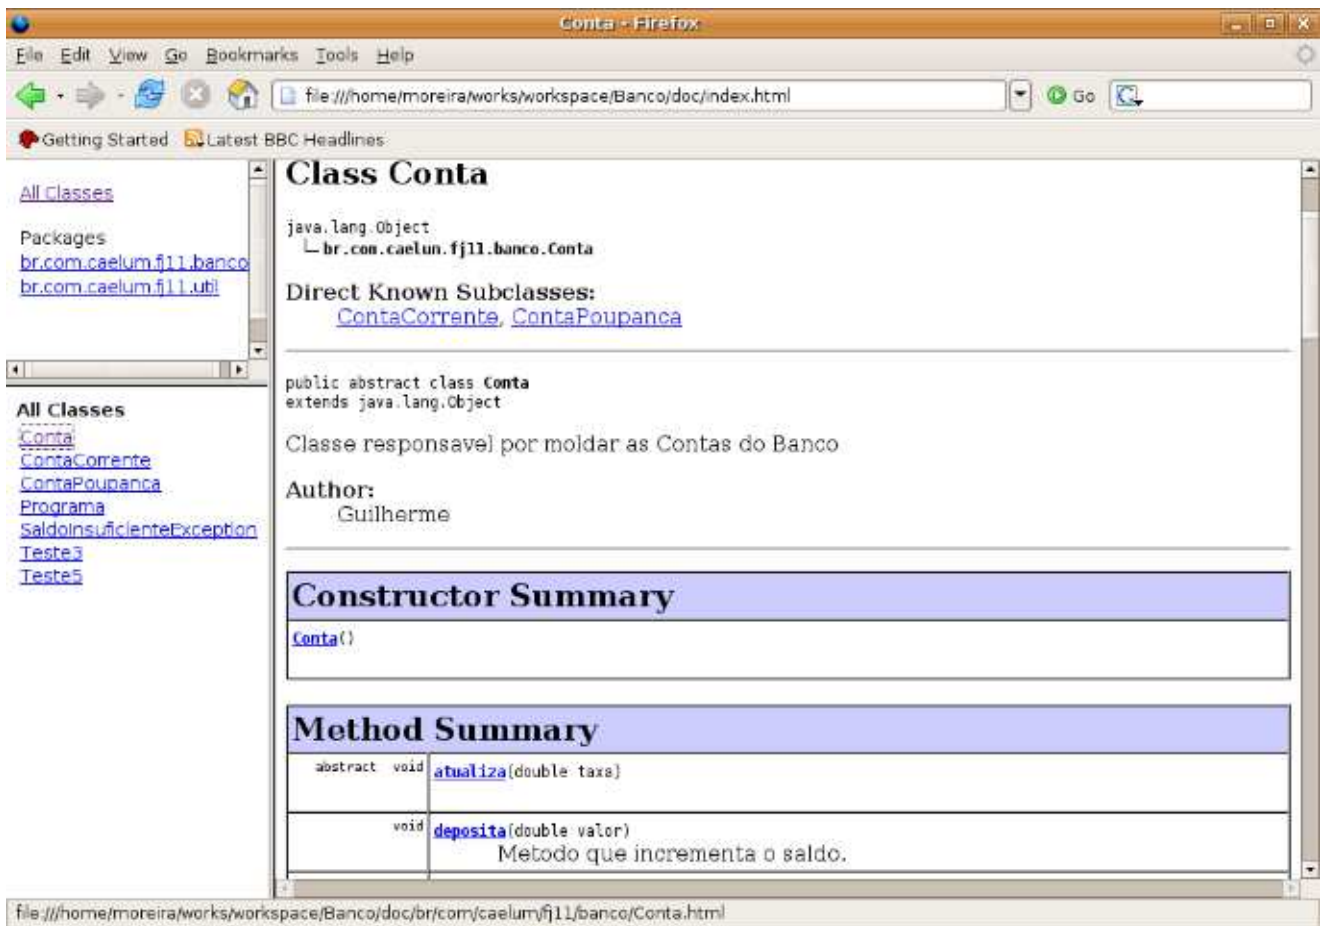 Conta - Firefox
File Edit View Go Bookmarks Tools Help
file:///home/moreira/works/workspace/Banco/doc/index.html Go
Getting Started Latest BBC Headlines
All Classes
Packages
br.com.caelum.fj11.banco
br.com.caelum.fj11.util
All Classes
Conta
ContaCorrente
ContaPoupanca
Programa
SaldoInsuficienteException
Teste3
Teste5
Class Conta
java.lang.Object
br.com.caelum.fj11.banco.Conta
Direct Known Subclasses:
ContaCorrente, ContaPoupanca
public abstract class Conta
extends java.lang.Object
Classe responsavel por moldar as Contas do Banco
Author:
Guilherme
Constructor Summary
Conta()
Method Summary
abstract void atualiza(double taxa)
void deposita(double valor)
Metodo que incrementa o saldo.
file:///home/moreira/works/workspace/Banco/doc/br/com/caelum/fj11/banco/Conta.html